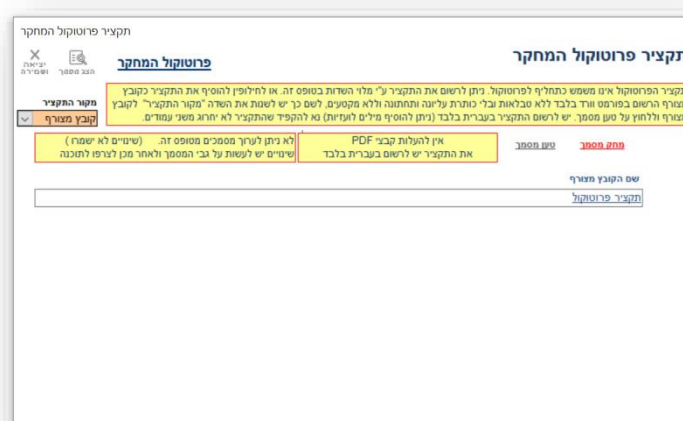 תקציר פרוטוקול המחקר
תקציר פרוטוקול המחקר
פרוטוקול המחקר
הצג מסמך
יציאה
ושמירה
תקציר הפרוטוקול אינו משמש כתחליף לפרוטוקול. ניתן לרשום את התקציר ע"י מלוי השדות בטופס זה. או לחילופין להוסיף את התקציר כקובץ
מצורף הרשום בפורמט וורד בלבד ללא טבלאות ובלי כותרת עליונה ותחתונה וללא מקטעים, לשם כך יש לשנות את השדה "מקור התקציר" לקובץ
מצורף וללחוץ על טען מסמך. יש לרשום התקציר בעברית בלבד (ניתן להוסיף מילים לועזיות) נא להקפיד שהתקציר לא יחרוג משני עמודים.
מקור התקציר
קובץ מצורף
מחק מסמך
טען מסמך
אין להעלות קבצי PDF
את התקציר יש לרשום בעברית בלבד
לא ניתן לערוך מסמכים מטופס זה. (שינויים לא ישמרו)
שינויים יש לעשות על גבי המסמך ולאחר מכן לצרפו לתוכנה
שם הקובץ מצורף
תקציר פרוטוקול